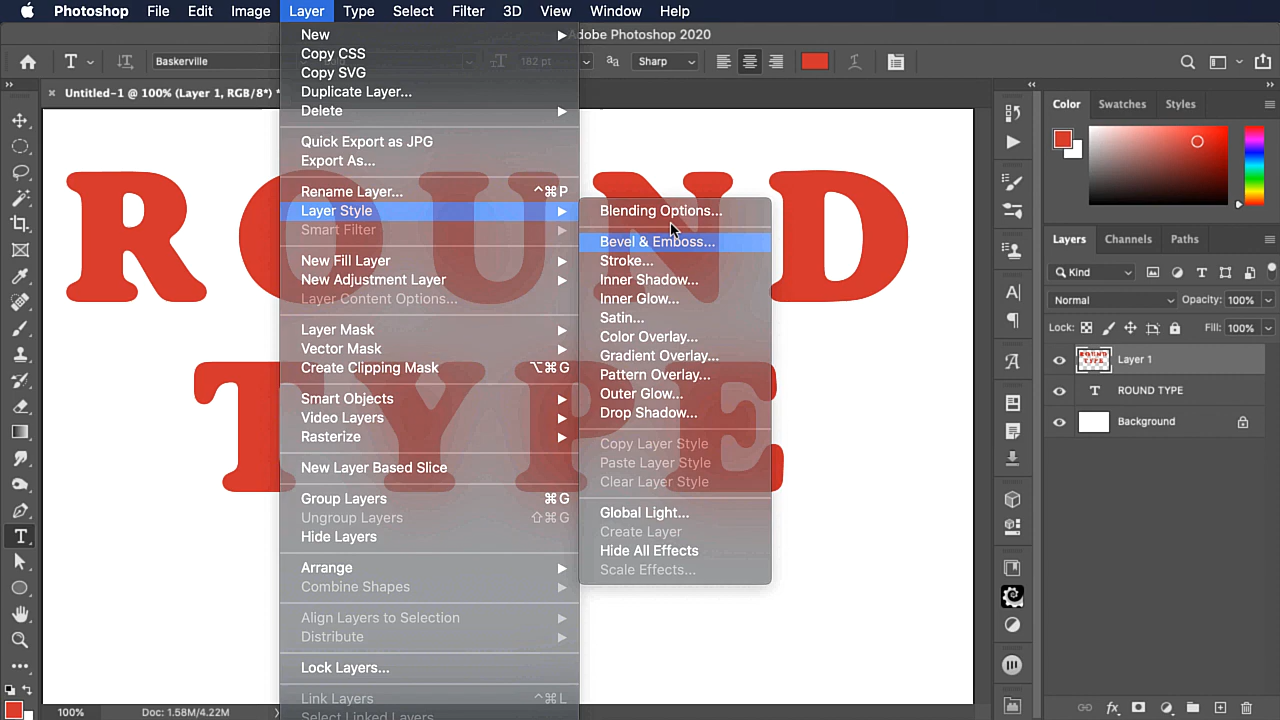 Photoshop File Edit Image Layer Type Select Filter 3D View Window Help
Adobe Photoshop 2020
Baskerville 182 pt Sharp
Untitled-1 @ 100% (Layer 1, RGB/8*) *
New
Copy CSS
Copy SVG
Duplicate Layer...
Delete
Quick Export as JPG
Export As...
Rename Layer... ^⌘P
Layer Style
Smart Filter
New Fill Layer
New Adjustment Layer
Layer Content Options...
Layer Mask
Vector Mask
Create Clipping Mask ⌥⌘G
Smart Objects
Video Layers
Rasterize
New Layer Based Slice
Group Layers ⌘G
Ungroup Layers ⇧⌘G
Hide Layers
Arrange
Combine Shapes
Align Layers to Selection
Distribute
Lock Layers...
Link Layers ^⌘L
Select Linked Layers
Blending Options...
Bevel & Emboss...
Stroke...
Inner Shadow...
Inner Glow...
Satin...
Color Overlay...
Gradient Overlay...
Pattern Overlay...
Outer Glow...
Drop Shadow...
Copy Layer Style
Paste Layer Style
Clear Layer Style
Global Light...
Create Layer
Hide All Effects
Scale Effects...
ROUND
TYPE
Color Swatches Styles
Layers Channels Paths
Kind
Normal Opacity: 100%
Lock: Fill: 100%
Layer 1
T ROUND TYPE
Background
100% Doc: 1.58M/4.22M